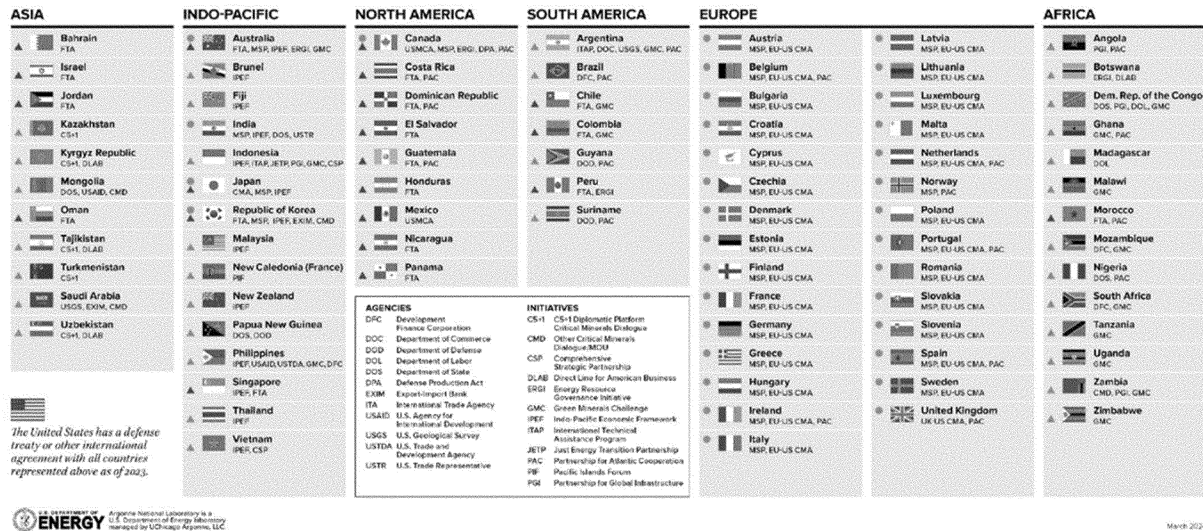 ASIA
Bahrain
FTA
Israel
FTA
Jordan
FTA
Kazakhstan
CS+1
Kyrgyz Republic
CS+1, DLAB
Mongolia
DOS, USAID, CMD
Oman
FTA
Tajikistan
CS+1, DLAB
Turkmenistan
CS+1
Saudi Arabia
USGS, EXIM, CMD
Uzbekistan
CS+1, DLAB
The United States has a defense
treaty or other international
agreement with all countries
represented above as of 2023.
INDO-PACIFIC
Australia
FTA, MSP, IPEF, ERGI, GMC
Brunei
IPEF
Fiji
IPEF
India
MSP, IPEF, DOS, USTR
Indonesia
IPEF, ITAP, JETP, PGI, GMC, CSP
Japan
CMA, MSP, IPEF
Republic of Korea
FTA, MSP, IPEF, EXIM, CMD
Malaysia
IPEF
New Caledonia (France)
PIF
New Zealand
IPEF
Papua New Guinea
DOS, DOD
Philippines
IPEF, USAID, USTDA, GMC, DFC
Singapore
IPEF, FTA
Thailand
IPEF
Vietnam
IPEF, CSP
NORTH AMERICA
Canada
USMCA, MSP, ERGI, DPA, PAC
Costa Rica
FTA, PAC
Dominican Republic
FTA, PAC
El Salvador
FTA
Guatemala
FTA, PAC
Honduras
FTA
Mexico
USMCA
Nicaragua
FTA
Panama
FTA
SOUTH AMERICA
Argentina
ITAP, DOC, USGS, GMC, PAC
Brazil
DFC, PAC
Chile
FTA, GMC
Colombia
FTA, GMC
Guyana
DOD, PAC
Peru
FTA, ERGI
Suriname
DOD, PAC
AGENCIES
DFC Development
Finance Corporation
DOC Department of Commerce
DOD Department of Defense
DOL Department of Labor
DOS Department of State
DPA Defense Production Act
EXIM Export-Import Bank
ITA International Trade Agency
USAID U.S. Agency for
International Development
USGS U.S. Geological Survey
USTDA U.S. Trade and
Development Agency
USTR U.S. Trade Representative
INITIATIVES
CS+1 CS+1 Diplomatic Platform
Critical Minerals Dialogue
CMD Other Critical Minerals
Dialogue/MOU
CSP Comprehensive
Strategic Partnership
DLAB Direct Line for American Business
ERGI Energy Resource
Governance Initiative
GMC Green Minerals Challenge
IPEF Indo-Pacific Economic Framework
ITAP International Technical
Assistance Program
JETP Just Energy Transition Partnership
PAC Partnership for Atlantic Cooperation
PIF Pacific Islands Forum
PGI Partnership for Global Infrastructure
EUROPE
Austria
MSP, EU-US CMA
Belgium
MSP, EU-US CMA, PAC
Bulgaria
MSP, EU-US CMA
Croatia
MSP, EU-US CMA
Cyprus
MSP, EU-US CMA
Czechia
MSP, EU-US CMA
Denmark
MSP, EU-US CMA
Estonia
MSP, EU-US CMA
Finland
MSP, EU-US CMA
France
MSP, EU-US CMA
Germany
MSP, EU-US CMA
Greece
MSP, EU-US CMA
Hungary
MSP, EU-US CMA
Ireland
MSP, EU-US CMA, PAC
Italy
MSP, EU-US CMA
Latvia
MSP, EU-US CMA
Lithuania
MSP, EU-US CMA
Luxembourg
MSP, EU-US CMA
Malta
MSP, EU-US CMA
Netherlands
MSP, EU-US CMA, PAC
Norway
MSP, PAC
Poland
MSP, EU-US CMA
Portugal
MSP, EU-US CMA, PAC
Romania
MSP, EU-US CMA
Slovakia
MSP, EU-US CMA
Slovenia
MSP, EU-US CMA
Spain
MSP, EU-US CMA, PAC
Sweden
MSP, EU-US CMA
United Kingdom
UK US CMA, PAC
AFRICA
Angola
PGI, PAC
Botswana
ERGI, DLAB
Dem. Rep. of the Congo
DOS, PGI, DOL, GMC
Ghana
GMC, PAC
Madagascar
DOL
Malawi
GMC
Morocco
FTA, PAC
Mozambique
DFC, GMC
Nigeria
DOS, PAC
South Africa
DFC, GMC
Tanzania
GMC
Uganda
GMC
Zambia
CMD, PGI, GMC
Zimbabwe
GMC
U.S. DEPARTMENT OF
ENERGY
Argonne National Laboratory is a
U.S. Department of Energy laboratory
managed by UChicago Argonne, LLC
March